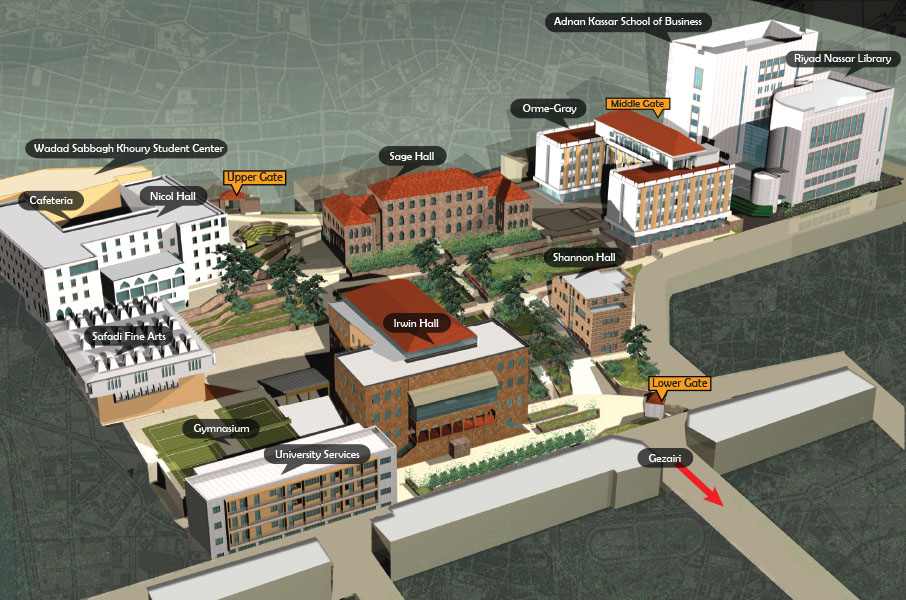 Adnan Kassar School of Business
Riyad Nassar Library
Orme-Gray
Middle Gate
Wadad Sabbagh Khoury Student Center
Sage Hall
Upper Gate
Cafeteria
Nicol Hall
Shannon Hall
Irwin Hall
Safadi Fine Arts
Lower Gate
Gymnasium
University Services
Gezairi